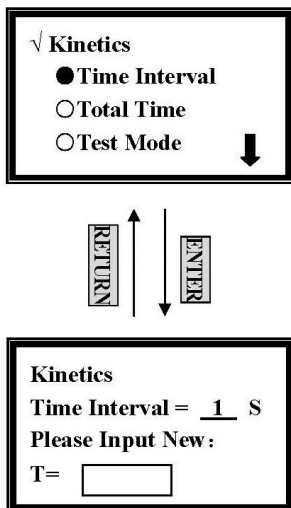 √ Kinetics
●Time Interval
○Total Time
○Test Mode
RETURN
ENTER
Kinetics
Time Interval = 1 S
Please Input New:
T=